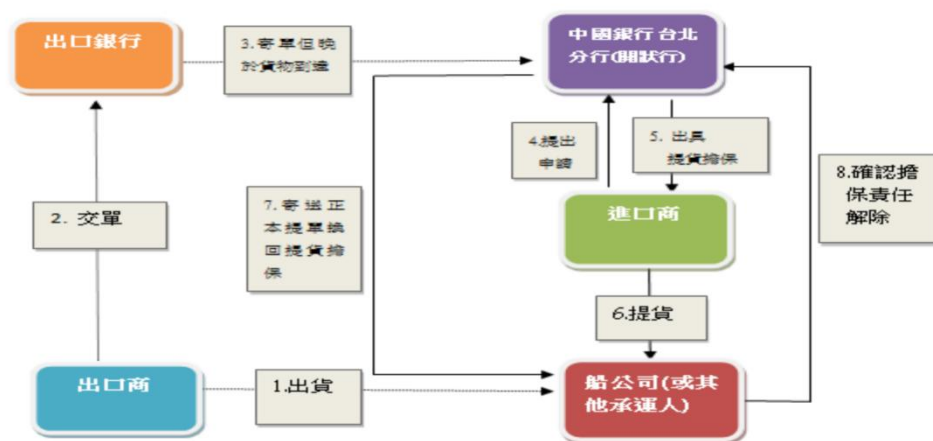 出口銀行
3.寄單但晚
於貨物到達
中國銀行台北
分行(開狀行)
4.提出
申請
5. 出具
提貨擔保
8.確認擔
保責任
解除
2. 交單
7.寄送正
本提單換
回提貨擔
保
進口商
6.提貨
出口商
1.出貨
船公司(或其
他承運人)